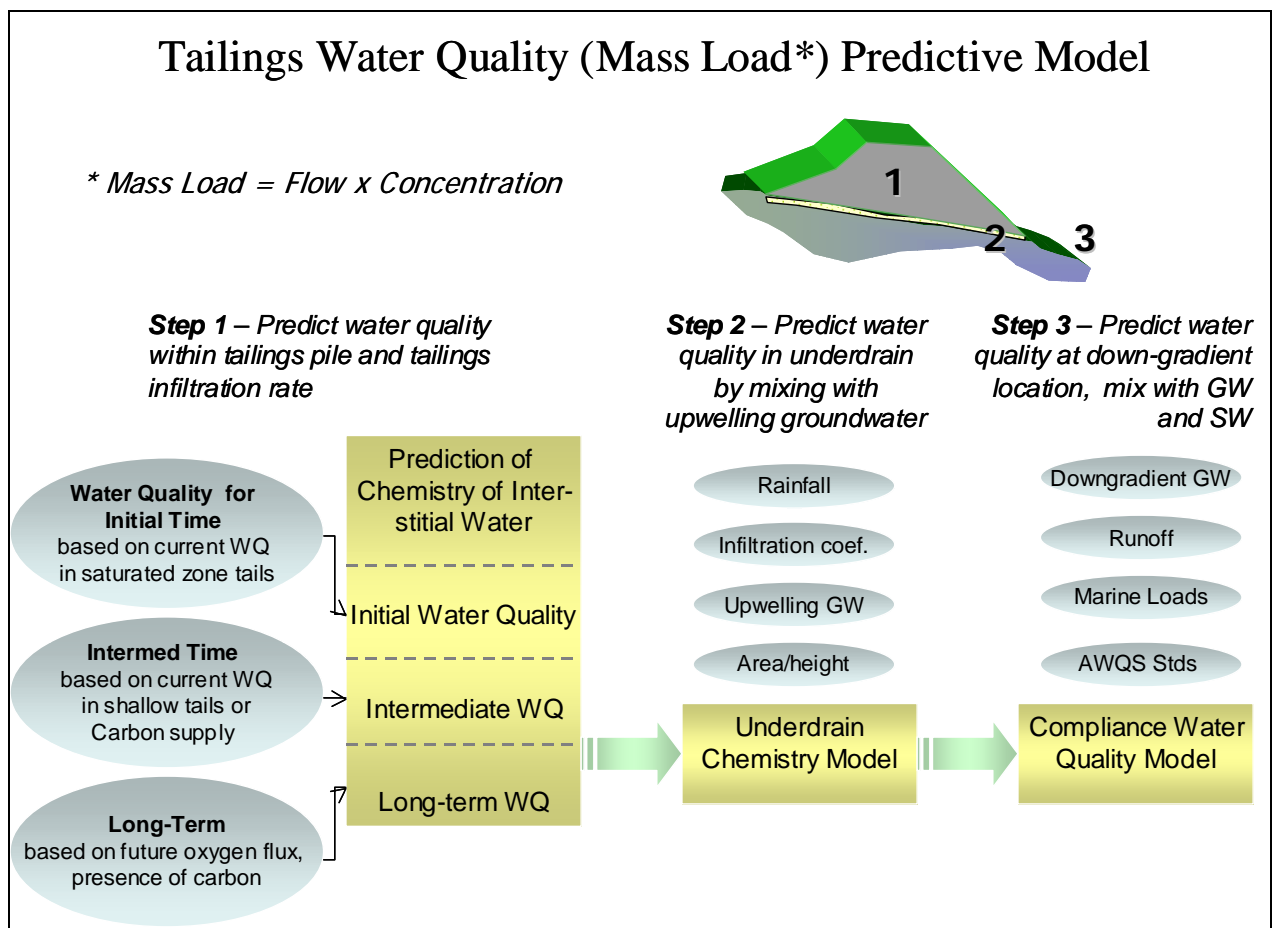 Tailings Water Quality (Mass Load*) Predictive Model
* Mass Load = Flow x Concentration
1
2
3
Step 1 – Predict water quality
within tailings pile and tailings
infiltration rate
Step 2 – Predict water
quality in underdrain
by mixing with
upwelling groundwater
Step 3 – Predict water
quality at down-gradient
location, mix with GW
and SW
Water Quality for
Initial Time
based on current WQ
in saturated zone tails
Intermed Time
based on current WQ
in shallow tails or
Carbon supply
Long-Term
based on future oxygen flux,
presence of carbon
Prediction of
Chemistry of Inter-
stitial Water
Initial Water Quality
Intermediate WQ
Long-term WQ
Rainfall
Infiltration coef.
Upwelling GW
Area/height
Underdrain
Chemistry Model
Downgradient GW
Runoff
Marine Loads
AWQS Stds
Compliance Water
Quality Model